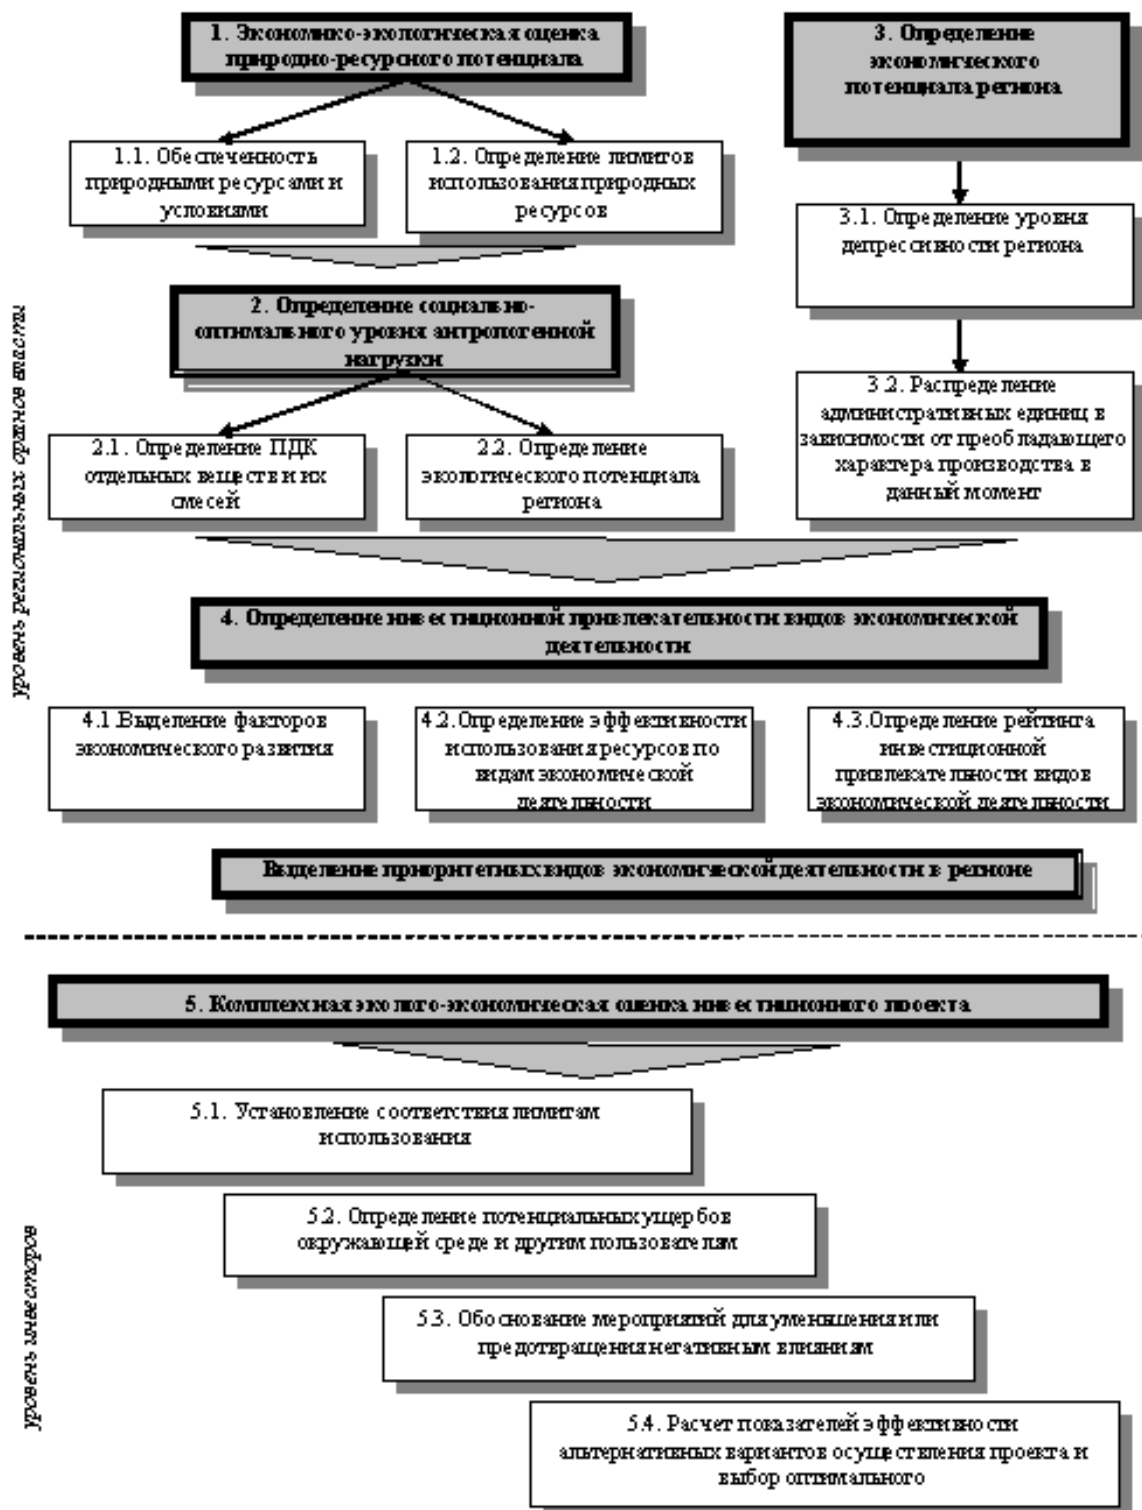 1. Экономико-экологическая оценка
природно-ресурсного потенциала
3. Определение
экономического
потенциала региона
1.1. Обеспеченность
природными ресурсами и
условиями
1.2. Определение лимитов
использования природных
ресурсов
3.1. Определение уровня
депрессивности региона
2. Определение социально-
оптимального уровня антропогенной
нагрузки
3.2. Распределение
административных единиц в
зависимости от преобладающего
характера производства в
данный момент
2.1. Определение ПДК
отдельных веществ и их
смесей
2.2. Определение
экологического потенциала
региона
уровень региональных органов власти
4. Определение инвестиционной привлекательности видов экономической
деятельности
4.1.Выделение факторов
экономического развития
4.2.Определение эффективности
использования ресурсов по
видам экономической
деятельности
4.3.Определение рейтинга
инвестиционной
привлекательности видов
экономической деятельности
Выделение приоритетных видов экономической деятельности в регионе
5. Комплексная эколого-экономическая оценка инвестиционного проекта
5.1. Установление соответствия лимитам
использования
5.2. Определение потенциальных ущербов
окружающей среде и другим пользователям
5.3. Обоснование мероприятий для уменьшения или
предотвращения негативным влияниям
5.4. Расчет показателей эффективности
альтернативных вариантов осуществления проекта и
выбор оптимального
уровень инвесторов